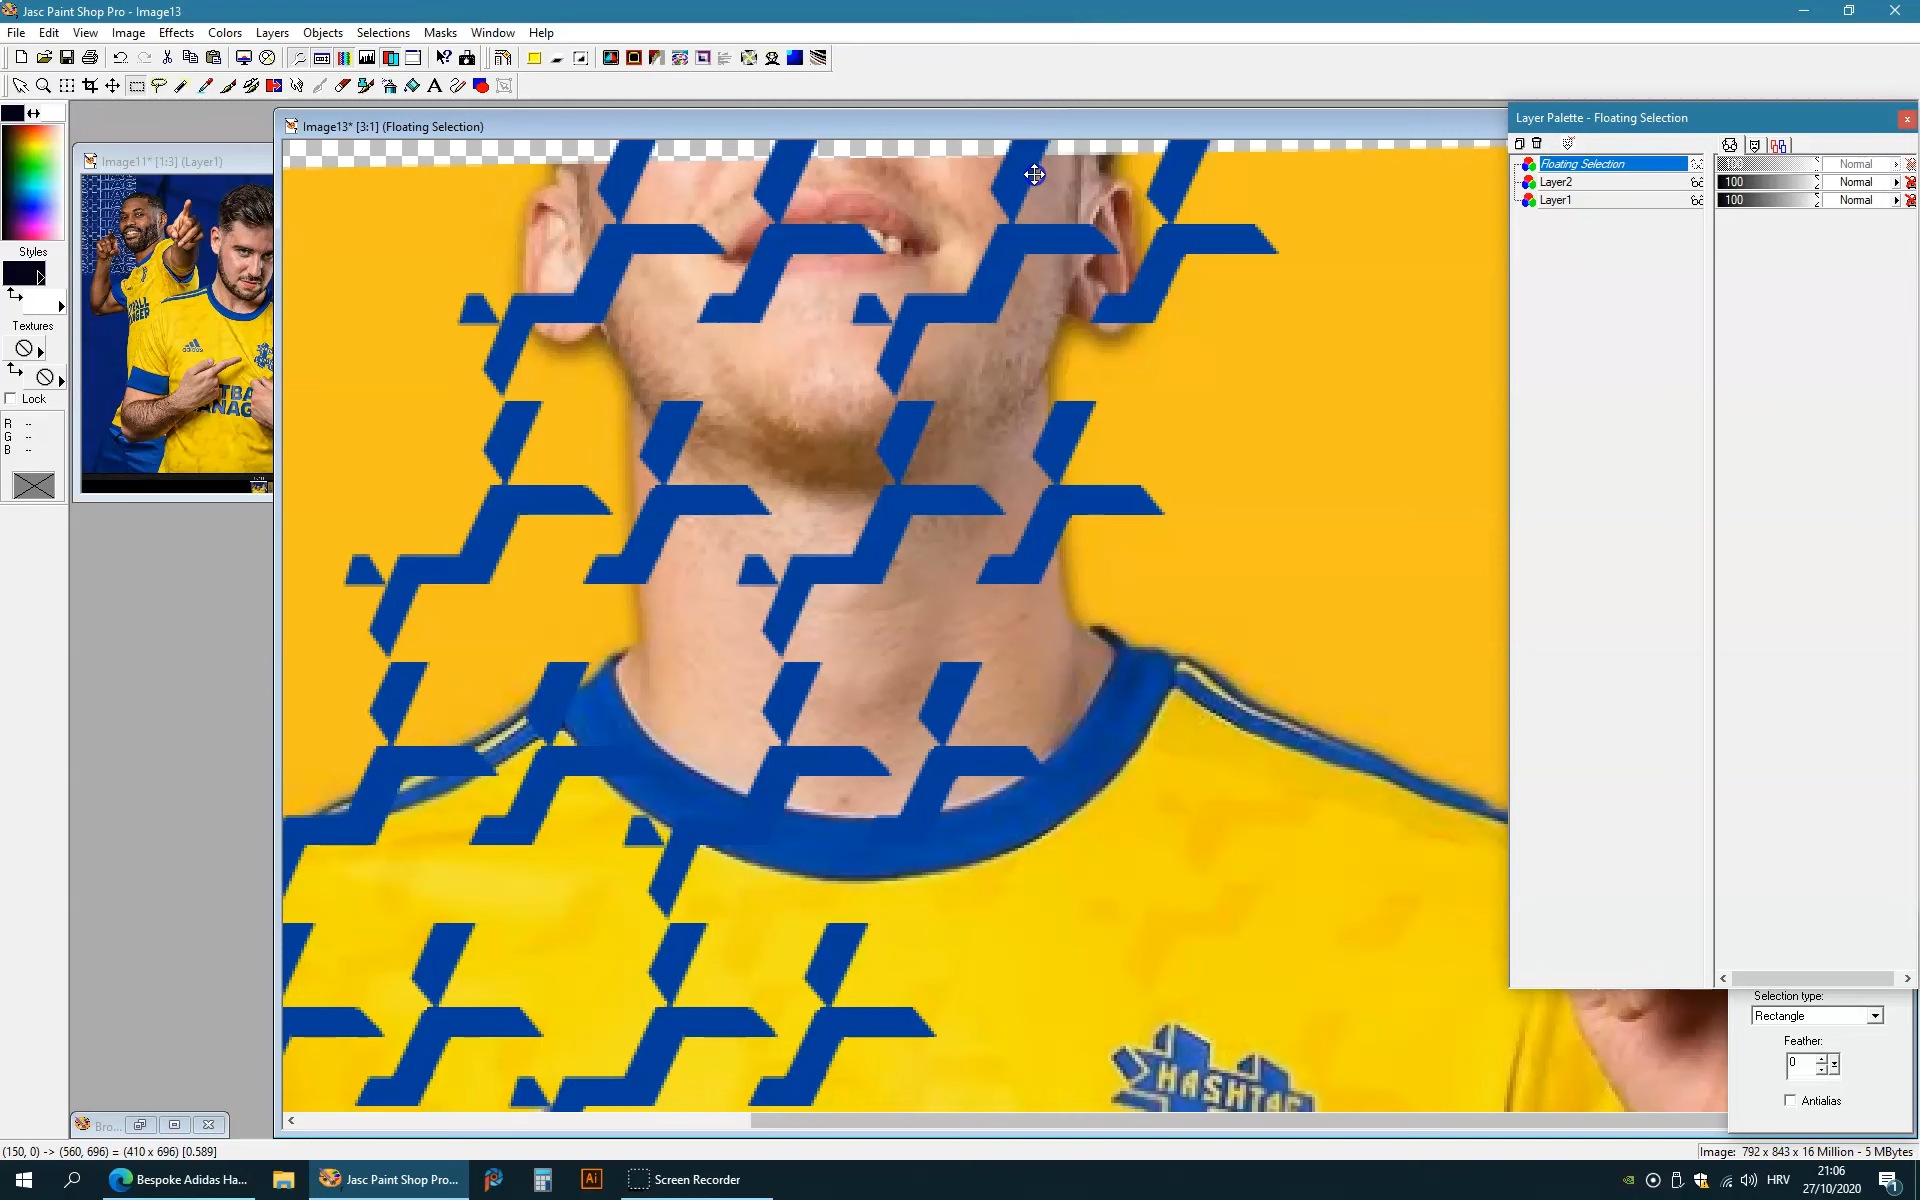 Jasc Paint Shop Pro - Image13
File Edit View Image Effects Colors Layers Objects Selections Masks Window Help
Image11* [1:3] (Layer1)
Image13* [3:1] (Floating Selection)
Layer Palette - Floating Selection
Floating Selection
Normal
Layer2
100
Normal
Layer1
100
Normal
Styles
Textures
Lock
R --
G --
B --
adidas
HASHTAG
Selection type:
Rectangle
Feather:
0
Antialias
Bro...
(150, 0) -> (560, 696) = (410 x 696) [0.589]
Image: 792 x 843 x 16 Million - 5 MBytes
Bespoke Adidas Ha...
Jasc Paint Shop Pro...
Ai
Screen Recorder
HRV
21:06
27/10/2020
1